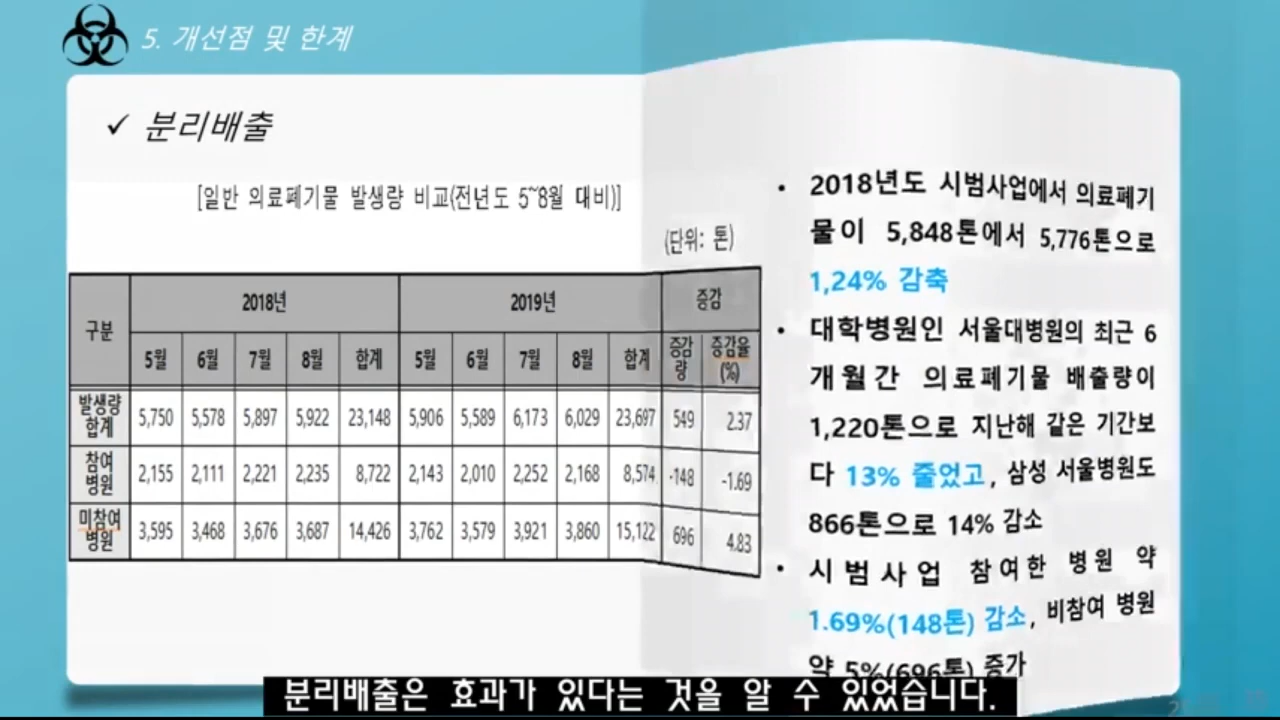 5. 개선점 및 한계
✓ 분리배출
[일반 의료폐기물 발생량 비교(전년도 5~8월 대비)]
(단위: 톤)
구분 2018년 2019년 증감
5월 6월 7월 8월 합계 5월 6월 7월 8월 합계 증감량 증감율(%)
발생량합계 5,750 5,578 5,897 5,922 23,148 5,906 5,589 6,173 6,029 23,697 549 2.37
참여병원 2,155 2,111 2,221 2,235 8,722 2,143 2,010 2,252 2,168 8,574 -148 -1.69
미참여병원 3,595 3,468 3,676 3,687 14,426 3,762 3,579 3,921 3,860 15,122 696 4.83
• 2018년도 시범사업에서 의료폐기
물이 5,848톤에서 5,776톤으로
1,24% 감축
• 대학병원인 서울대병원의 최근 6
개월간 의료폐기물 배출량이
1,220톤으로 지난해 같은 기간보
다 13% 줄었고, 삼성 서울병원도
866톤으로 14% 감소
• 시범사업 참여한 병원 약
1.69%(148톤) 감소, 비참여 병원
약 5%(696톤) 증가
분리배출은 효과가 있다는 것을 알 수 있었습니다.